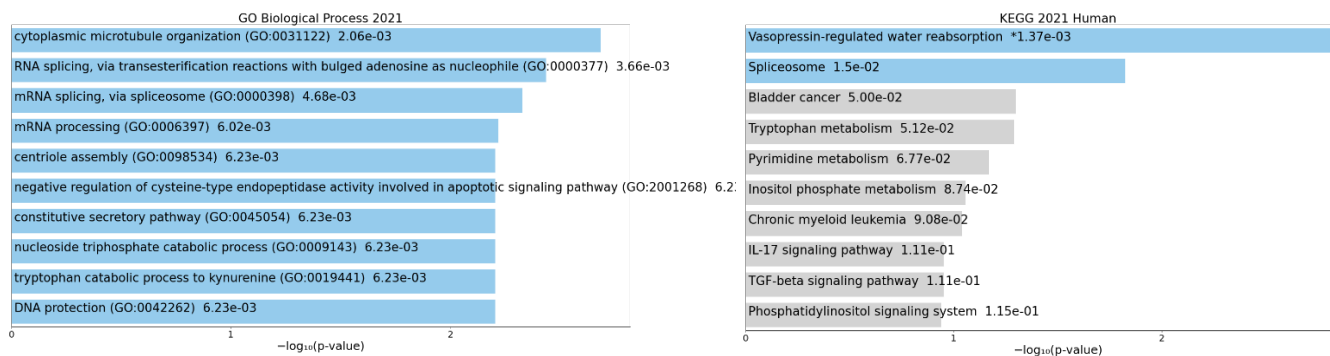 GO Biological Process 2021
cytoplasmic microtubule organization (GO:0031122) 2.06e-03
RNA splicing, via transesterification reactions with bulged adenosine as nucleophile (GO:0000377) 3.66e-03
mRNA splicing, via spliceosome (GO:0000398) 4.68e-03
mRNA processing (GO:0006397) 6.02e-03
centriole assembly (GO:0098534) 6.23e-03
negative regulation of cysteine-type endopeptidase activity involved in apoptotic signaling pathway (GO:2001268) 6.2
constitutive secretory pathway (GO:0045054) 6.23e-03
nucleoside triphosphate catabolic process (GO:0009143) 6.23e-03
tryptophan catabolic process to kynurenine (GO:0019441) 6.23e-03
DNA protection (GO:0042262) 6.23e-03
0 1 2
−log₁₀(p-value)
KEGG 2021 Human
Vasopressin-regulated water reabsorption *1.37e-03
Spliceosome 1.5e-02
Bladder cancer 5.00e-02
Tryptophan metabolism 5.12e-02
Pyrimidine metabolism 6.77e-02
Inositol phosphate metabolism 8.74e-02
Chronic myeloid leukemia 9.08e-02
IL-17 signaling pathway 1.11e-01
TGF-beta signaling pathway 1.11e-01
Phosphatidylinositol signaling system 1.15e-01
0 1 2
−log₁₀(p-value)